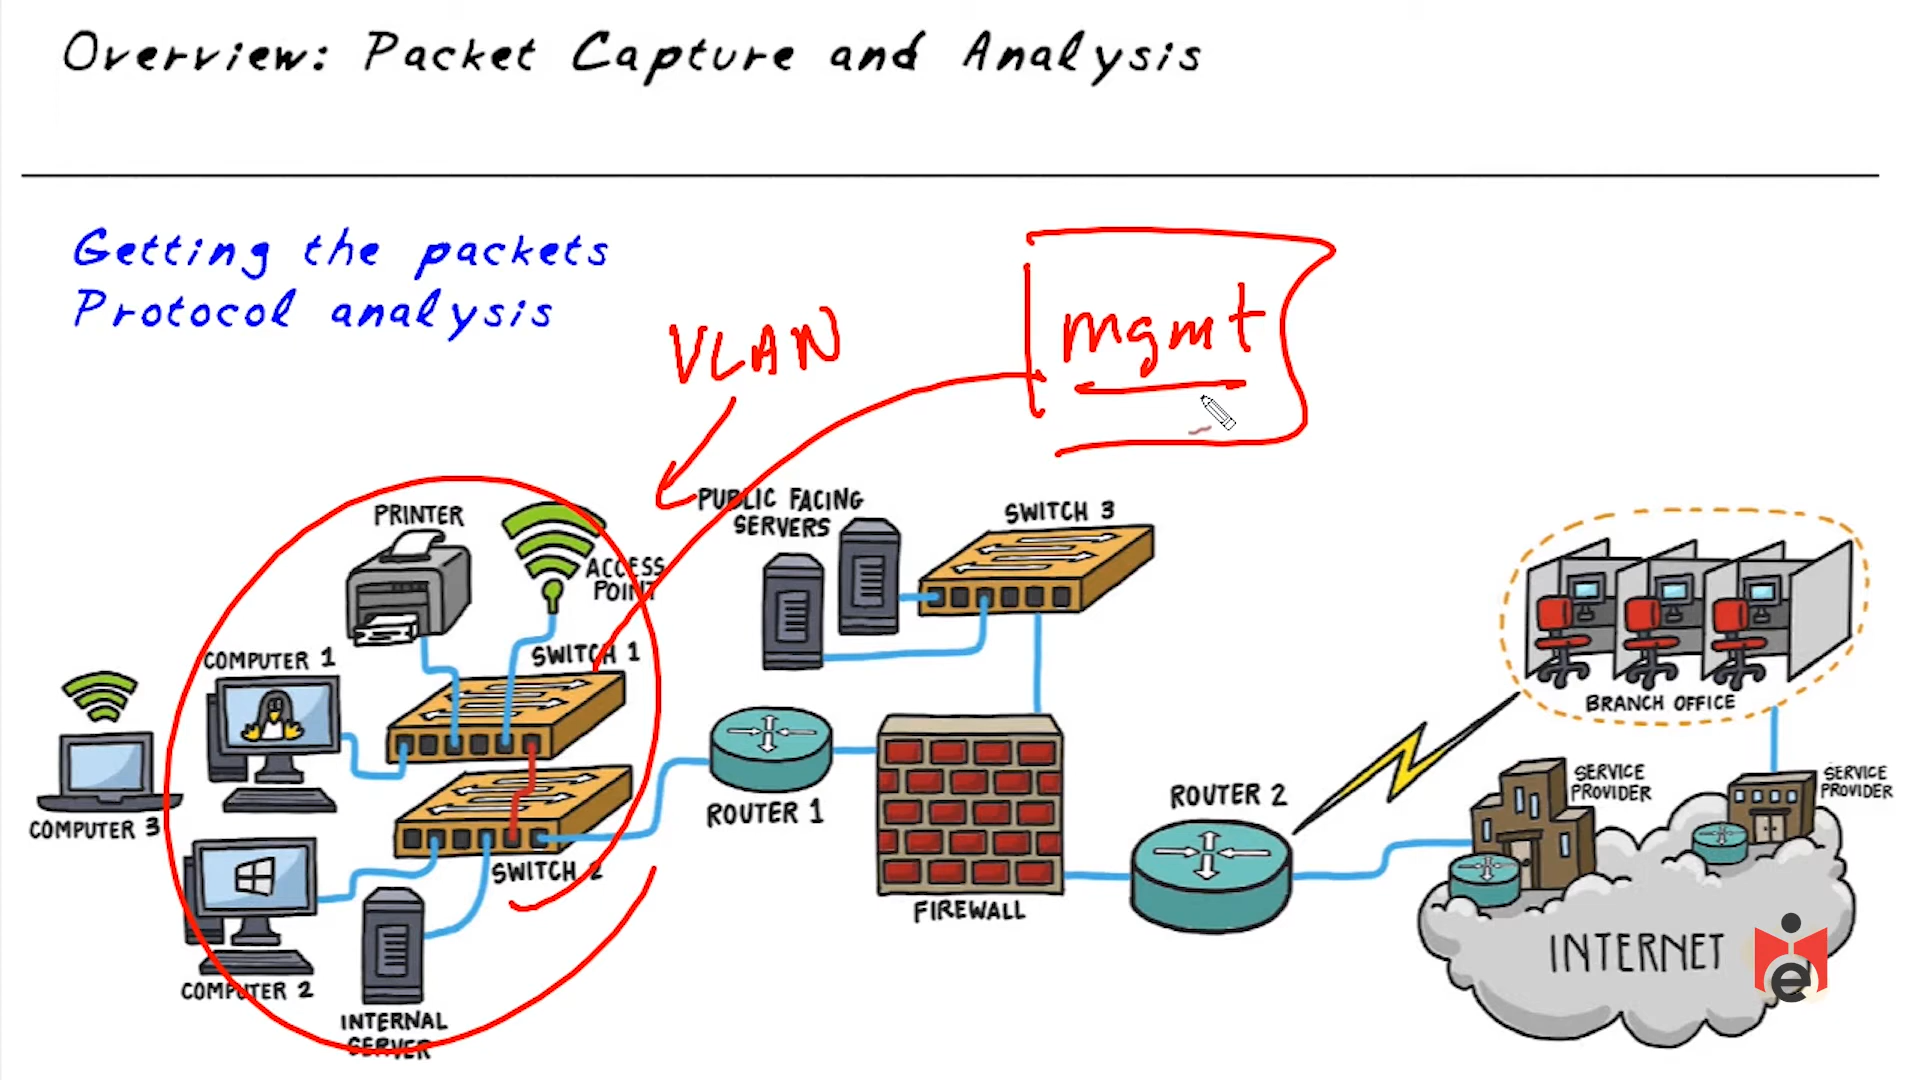 Overview: Packet Capture and Analysis
Getting the packets
Protocol analysis
VLAN
mgmt
PRINTER
ACCESS
POINT
PUBLIC FACING
SERVERS
SWITCH 3
COMPUTER 1
SWITCH 1
COMPUTER 3
SWITCH 2
ROUTER 1
COMPUTER 2
INTERNAL
SERVER
FIREWALL
ROUTER 2
BRANCH OFFICE
SERVICE
PROVIDER
SERVICE
PROVIDER
INTERNET
e